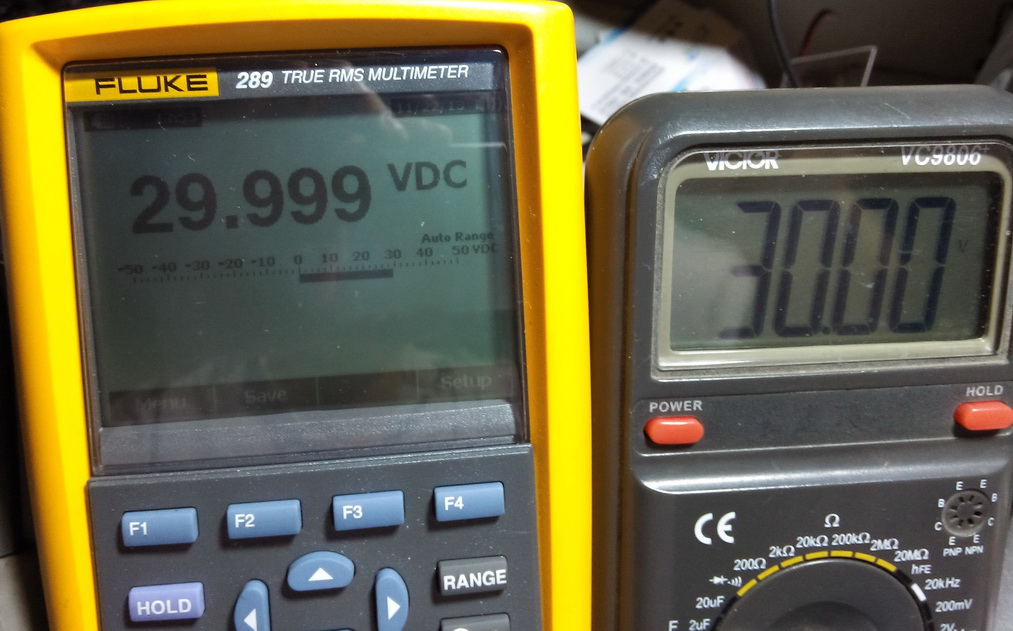 FLUKE 289 TRUE RMS MULTIMETER
29.999 VDC
Auto Range
-50 -40 -30 -20 -10 0 10 20 30 40 50 VDC
Menu Save Setup
F1 F2 F3 F4
HOLD RANGE
VICTOR VC9806+
30.00 V
POWER HOLD
CE
Ω
200Ω 2kΩ 20kΩ 200kΩ 2MΩ 20MΩ
hFE
20kHz
200mV
2V
20uF
2uF
F
E E
B B
C C
E E
PNP NPN